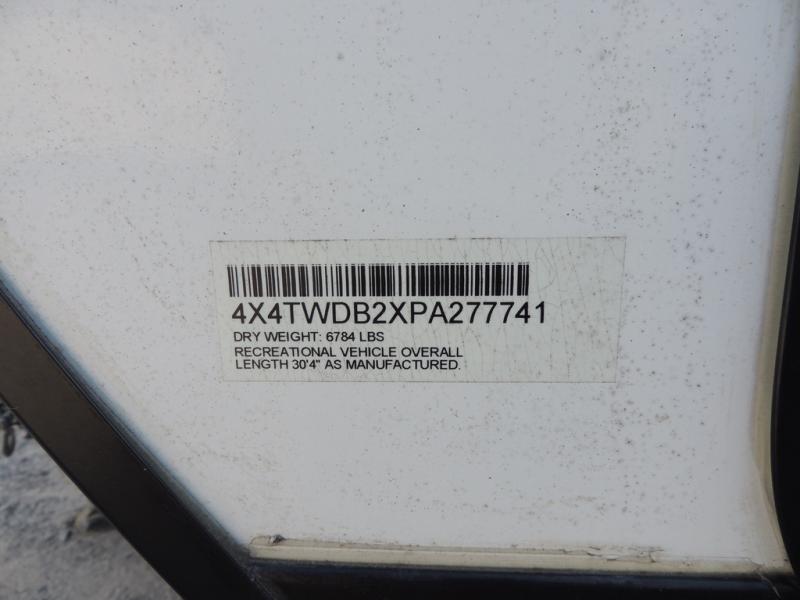 4X4TWDB2XPA277741
DRY WEIGHT: 6784 LBS
RECREATIONAL VEHICLE OVERALL
LENGTH 30'4" AS MANUFACTURED.